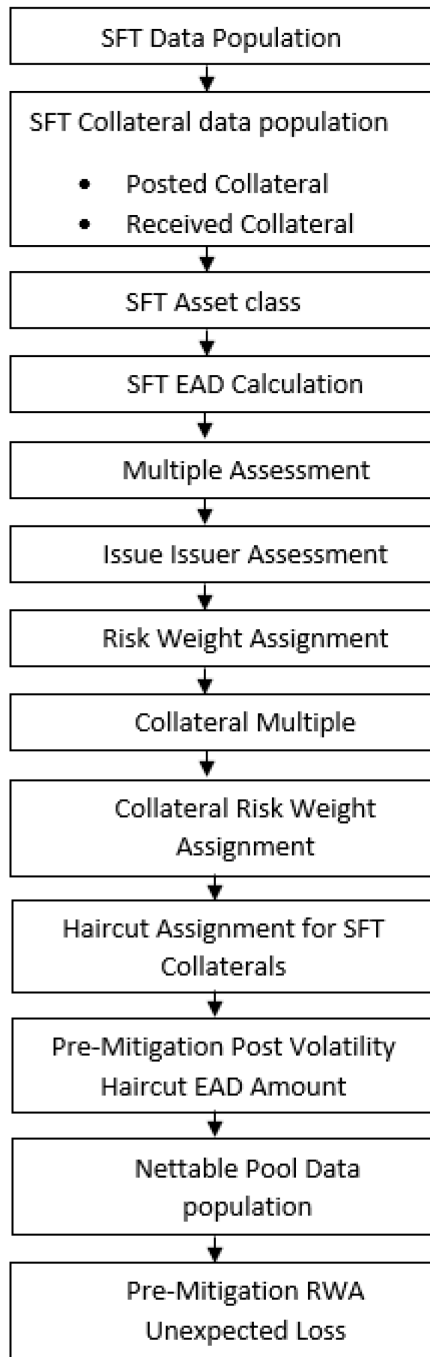 SFT Data Population
SFT Collateral data population
• Posted Collateral
• Received Collateral
SFT Asset class
SFT EAD Calculation
Multiple Assessment
Issue Issuer Assessment
Risk Weight Assignment
Collateral Multiple
Collateral Risk Weight
Assignment
Haircut Assignment for SFT
Collaterals
Pre-Mitigation Post Volatility
Haircut EAD Amount
Nettable Pool Data
population
Pre-Mitigation RWA
Unexpected Loss